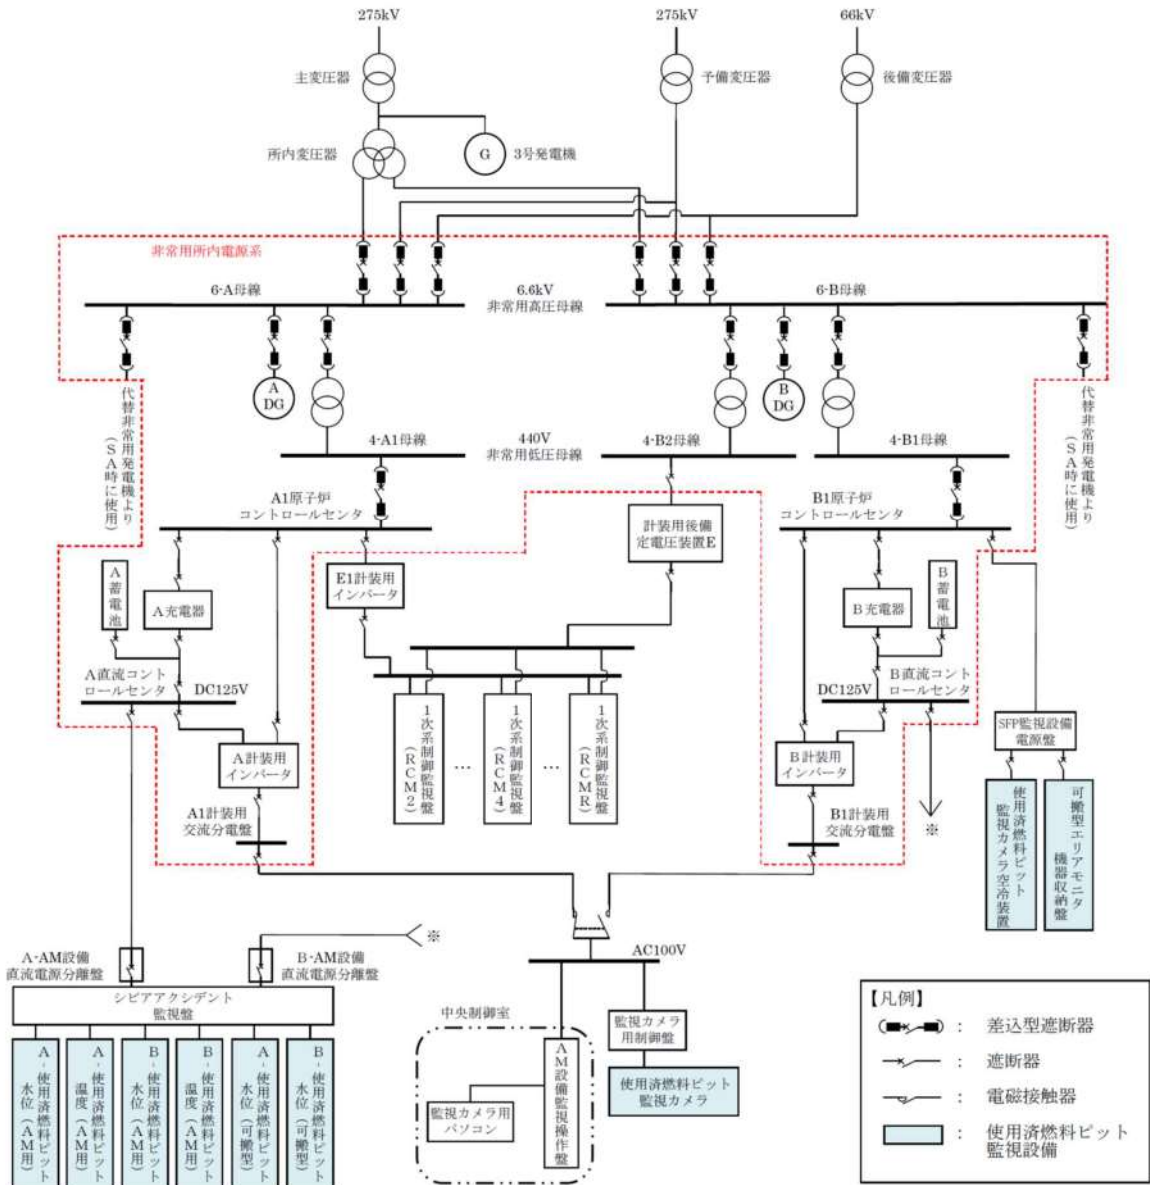 275kV
275kV
66kV
主変圧器
予備変圧器
後備変圧器
所内変圧器
G
3号発電機
非常用所内電源系
6-A母線
6.6kV
非常用高圧母線
6-B母線
代替非常用発電機より
(SA時に使用)
A
DG
B
DG
代替非常用発電機より
(SA時に使用)
4-A1母線
440V
非常用低圧母線
4-B2母線
4-B1母線
A1原子炉
コントロールセンタ
B1原子炉
コントロールセンタ
計装用後備
定電圧装置E
A蓄電池
A充電器
E1計装用
インバータ
B充電器
B蓄電池
A直流コント
ロールセンタ
DC125V
B直流コント
ロールセンタ
DC125V
1次系制御監視盤
(RCM2)
…
1次系制御監視盤
(RCM4)
…
1次系制御監視盤
(RCMR)
A計装用
インバータ
B計装用
インバータ
SFP監視設備
電源盤
A1計装用
交流分電盤
B1計装用
交流分電盤
※
使用済燃料ピット
監視カメラ空冷装置
可搬型エリアモニタ
機器収納盤
※
A-AM設備
直流電源分離盤
B-AM設備
直流電源分離盤
AC100V
シビアアクシデント
監視盤
A-使用済燃料ピット
水位(AM用)
A-使用済燃料ピット
温度(AM用)
B-使用済燃料ピット
水位(AM用)
B-使用済燃料ピット
温度(AM用)
A-使用済燃料ピット
水位(可搬型)
B-使用済燃料ピット
水位(可搬型)
中央制御室
監視カメラ用
パソコン
AM設備監視操作盤
監視カメラ
用制御盤
使用済燃料ピット
監視カメラ
【凡例】
: 差込型遮断器
: 遮断器
: 電磁接触器
: 使用済燃料ピット
監視設備